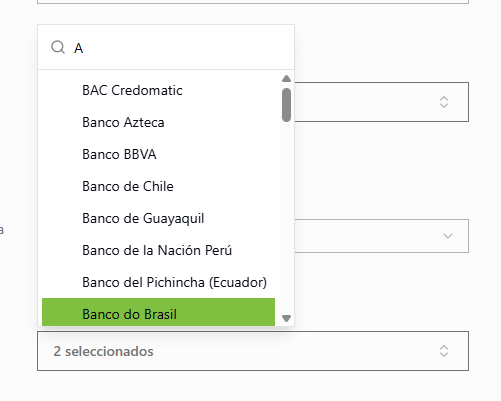 A
BAC Credomatic
Banco Azteca
Banco BBVA
Banco de Chile
Banco de Guayaquil
a
Banco de la Nación Perú
Banco del Pichincha (Ecuador)
Banco do Brasil
2 seleccionados